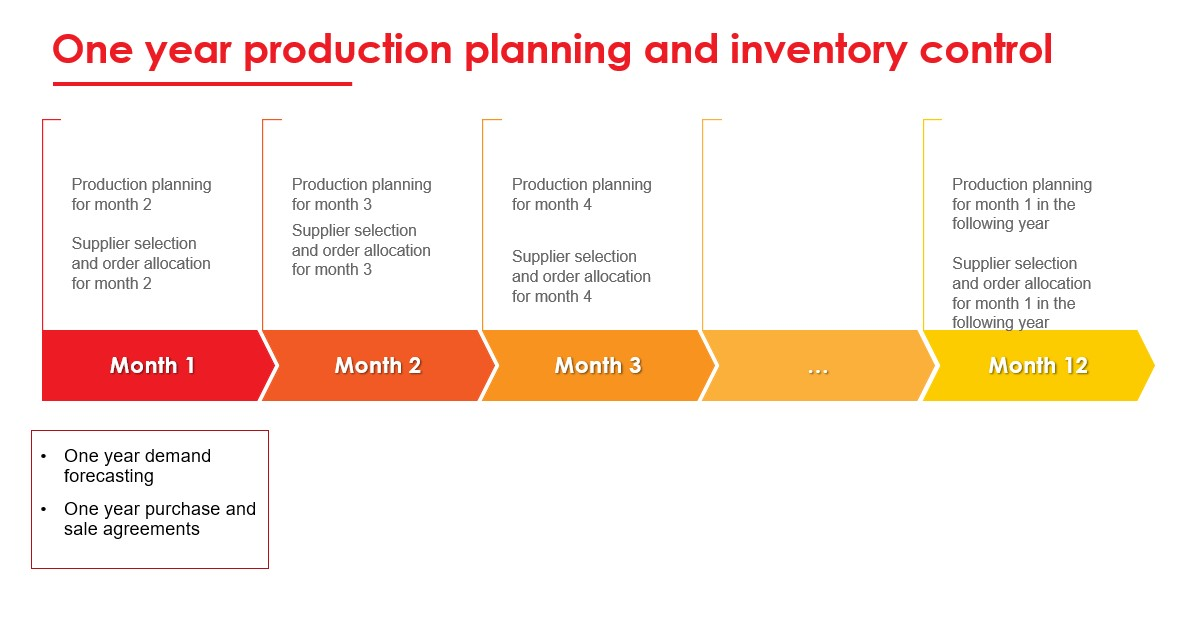 One year production planning and inventory control
Production planning
for month 2
Supplier selection
and order allocation
for month 2
Production planning
for month 3
Supplier selection
and order allocation
for month 3
Production planning
for month 4
Supplier selection
and order allocation
for month 4
Production planning
for month 1 in the
following year
Supplier selection
and order allocation
for month 1 in the
following year
Month 1
Month 2
Month 3
...
Month 12
• One year demand
forecasting
• One year purchase and
sale agreements